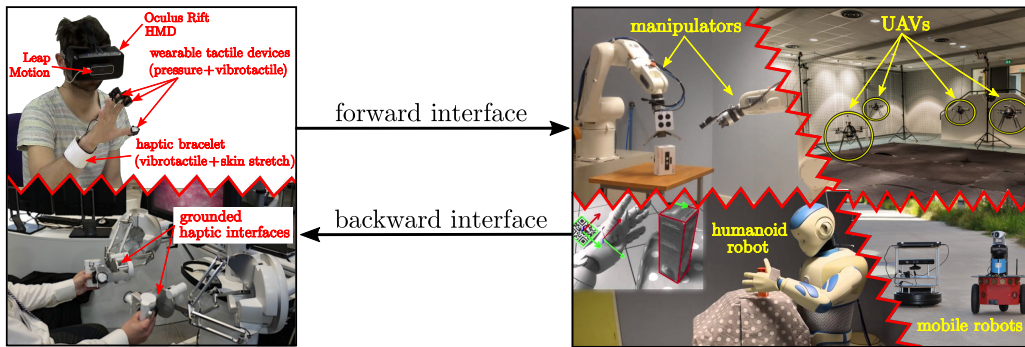 Oculus Rift
HMD
Leap
Motion
wearable tactile devices
(pressure+vibrotactile)
haptic bracelet
(vibrotactile+skin stretch)
grounded
haptic interfaces
forward interface
backward interface
manipulators
UAVs
humanoid
robot
mobile robots